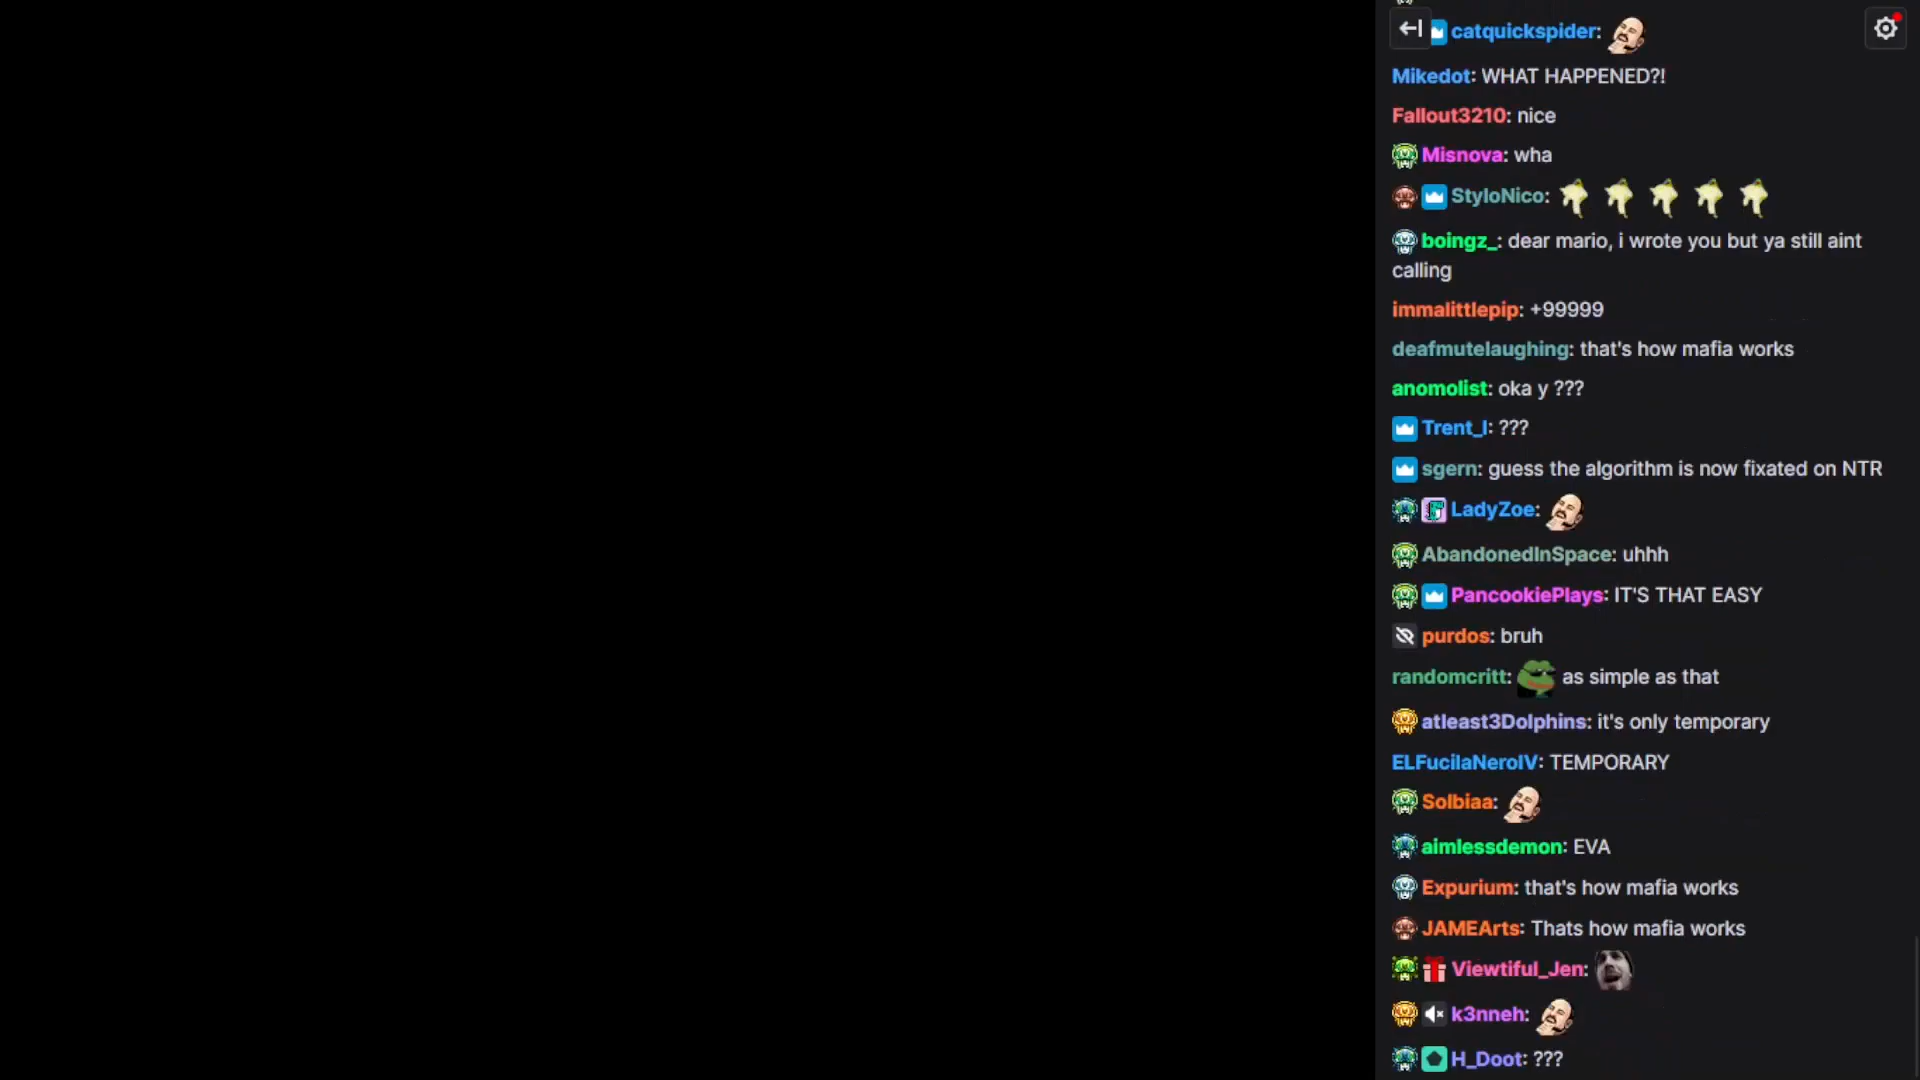 catquickspider:
Mikedot: WHAT HAPPENED?!
Fallout3210: nice
Misnova: wha
StyloNico:
boingz_: dear mario, i wrote you but ya still aint
calling
immalittlepip: +99999
deafmutelaughing: that's how mafia works
anomolist: oka y ???
Trent_I: ???
sgern: guess the algorithm is now fixated on NTR
LadyZoe:
AbandonedInSpace: uhhh
PancookiePlays: IT'S THAT EASY
purdos: bruh
randomcritt: as simple as that
atleast3Dolphins: it's only temporary
ELFucilaNeroIV: TEMPORARY
Solbiaa:
aimlessdemon: EVA
Expurium: that's how mafia works
JAMEArts: Thats how mafia works
Viewtiful_Jen:
k3nneh:
H_Doot: ???